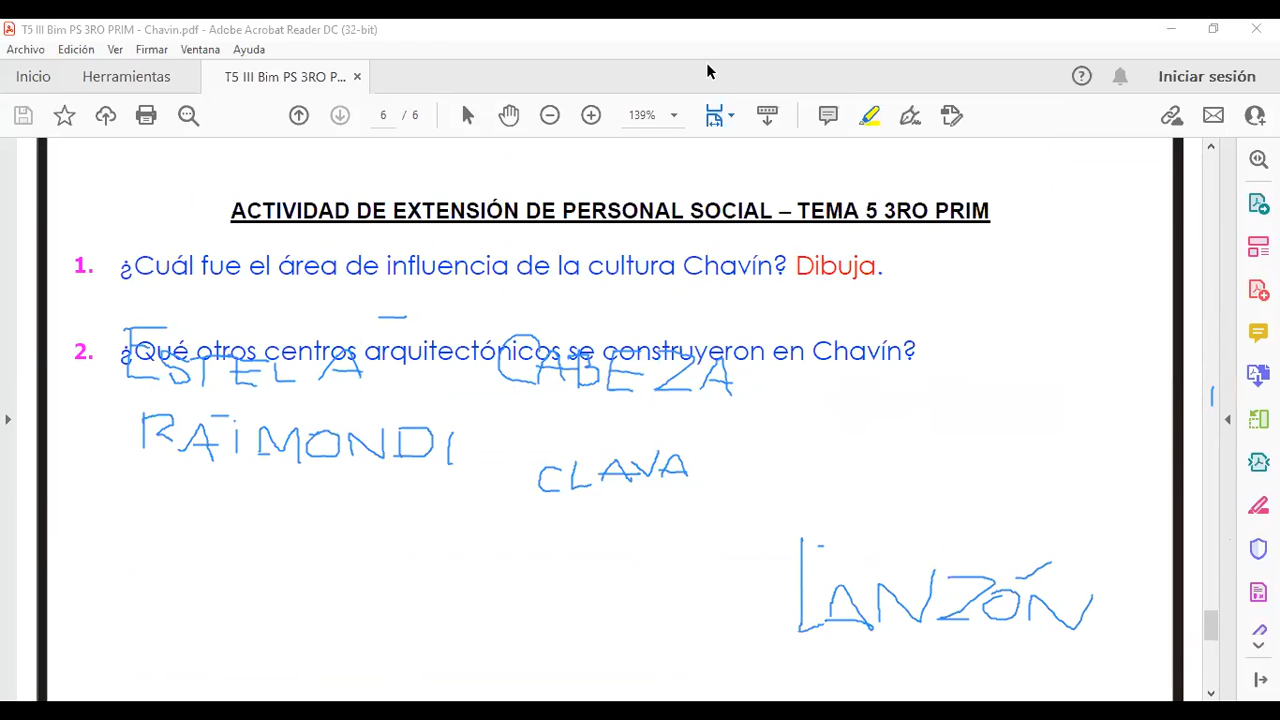 T5 III Bim PS 3RO PRIM - Chavin.pdf - Adobe Acrobat Reader DC (32-bit)
Archivo Edición Ver Firmar Ventana Ayuda
Inicio Herramientas T5 III Bim PS 3RO P... × Iniciar sesión
6 / 6 139%
ACTIVIDAD DE EXTENSIÓN DE PERSONAL SOCIAL – TEMA 5 3RO PRIM
1. ¿Cuál fue el área de influencia de la cultura Chavín? Dibuja.
2. ¿Qué otros centros arquitectónicos se construyeron en Chavín?
ESTELA CABEZA
RAIMONDI
CLAVA
LANZÓN